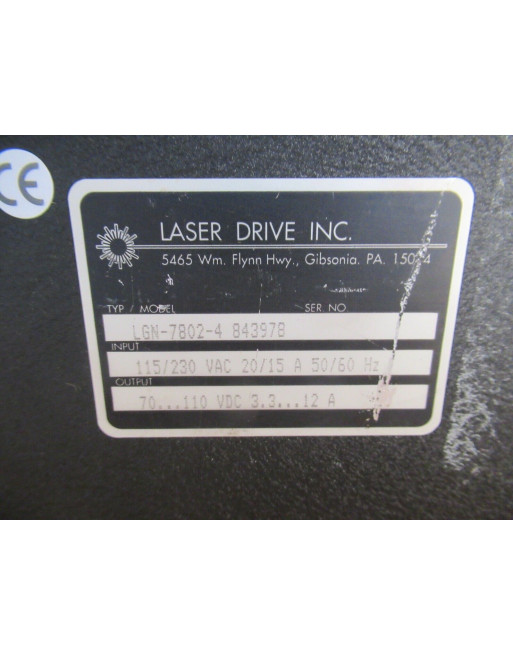 CE
LASER DRIVE INC.
5465 Wm. Flynn Hwy., Gibsonia. PA.
TYP / MODEL SER. NO.
LGN-7802-4 843978
INPUT
115/230 VAC 20/15 A 50/60 Hz
OUTPUT
70...110 VDC 3.3...12 A